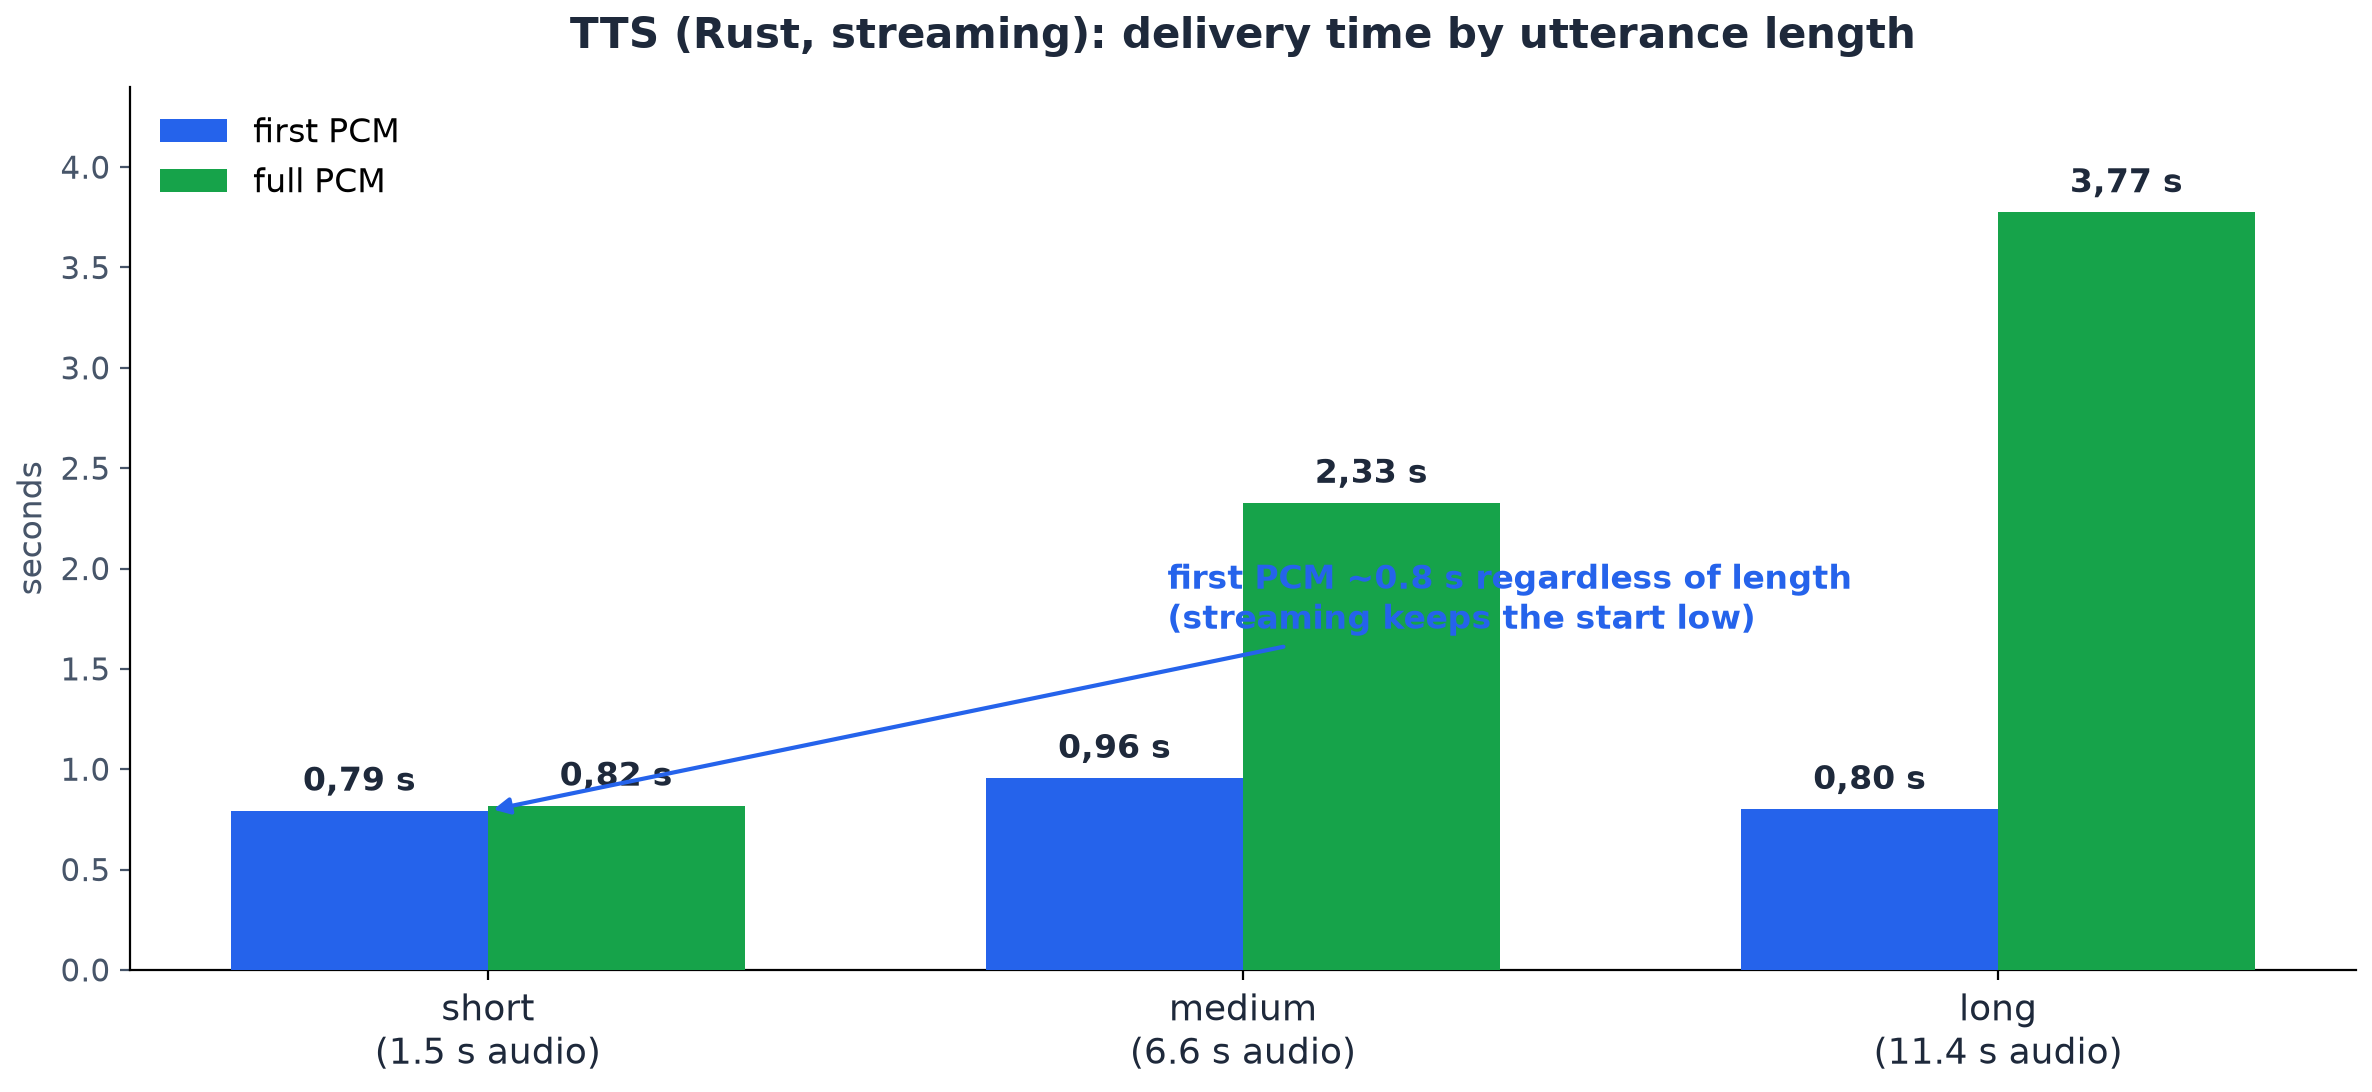 TTS (Rust, streaming): delivery time by utterance length
first PCM
full PCM
seconds
4.0
3.5
3.0
2.5
2.0
1.5
1.0
0.5
0.0
3,77 s
2,33 s
first PCM ~0.8 s regardless of length
(streaming keeps the start low)
0,79 s
0,82 s
0,96 s
0,80 s
short
(1.5 s audio)
medium
(6.6 s audio)
long
(11.4 s audio)